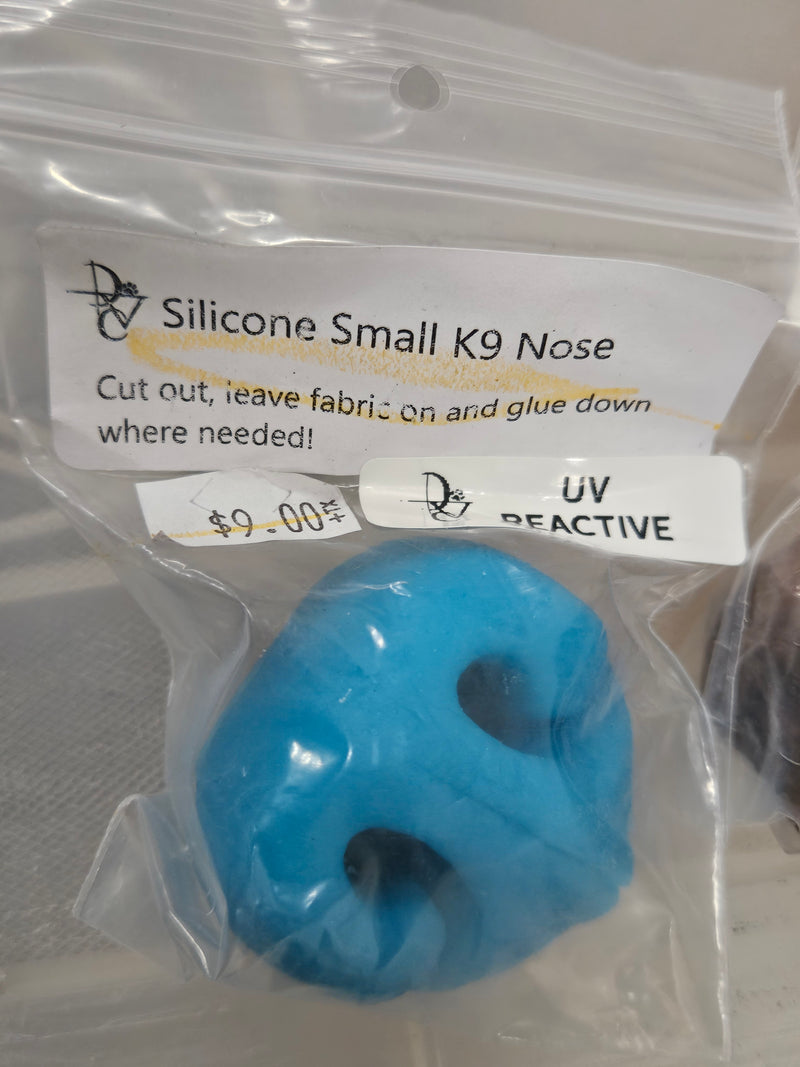 Silicone Small K9 Nose
Cut out, leave fabric on and glue down
where needed!
$9.00
UV
REACTIVE